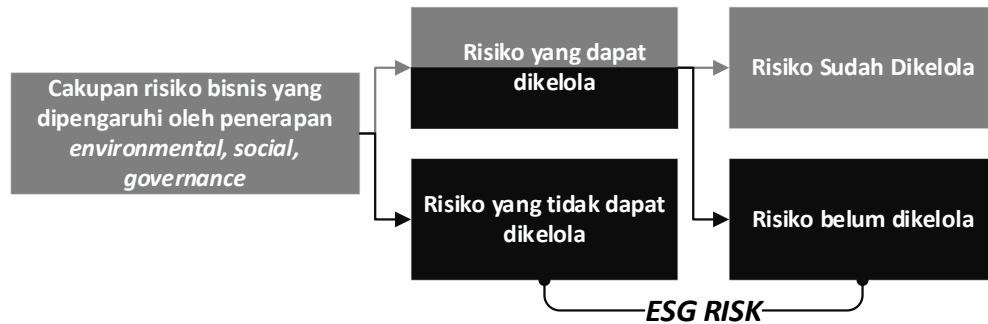 Cakupan risiko bisnis yang
dipengaruhi oleh penerapan
environmental, social,
governance
Risiko yang dapat
dikelola
Risiko Sudah Dikelola
Risiko yang tidak dapat
dikelola
Risiko belum dikelola
ESG RISK